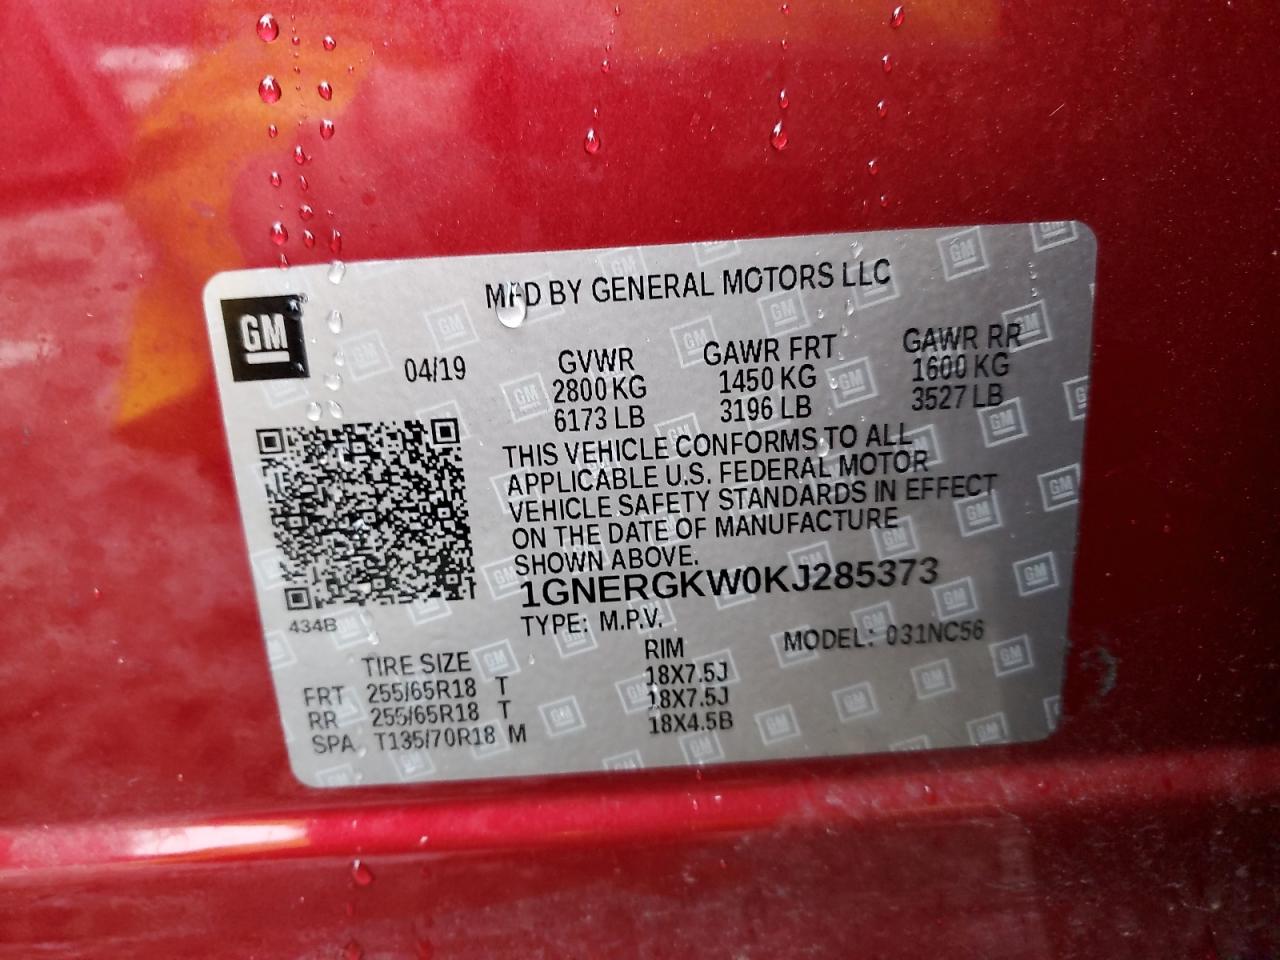 MFD BY GENERAL MOTORS LLC
GM
04/19
GVWR GAWR FRT GAWR RR
2800 KG 1450 KG 1600 KG
6173 LB 3196 LB 3527 LB
THIS VEHICLE CONFORMS TO ALL
APPLICABLE U.S. FEDERAL MOTOR
VEHICLE SAFETY STANDARDS IN EFFECT
ON THE DATE OF MANUFACTURE
SHOWN ABOVE.
1GNERGKW0KJ285373
434B
TYPE: M.P.V. MODEL: 031NC56
TIRE SIZE RIM
FRT 255/65R18 T 18X7.5J
RR 255/65R18 T 18X7.5J
SPA T135/70R18 M 18X4.5B